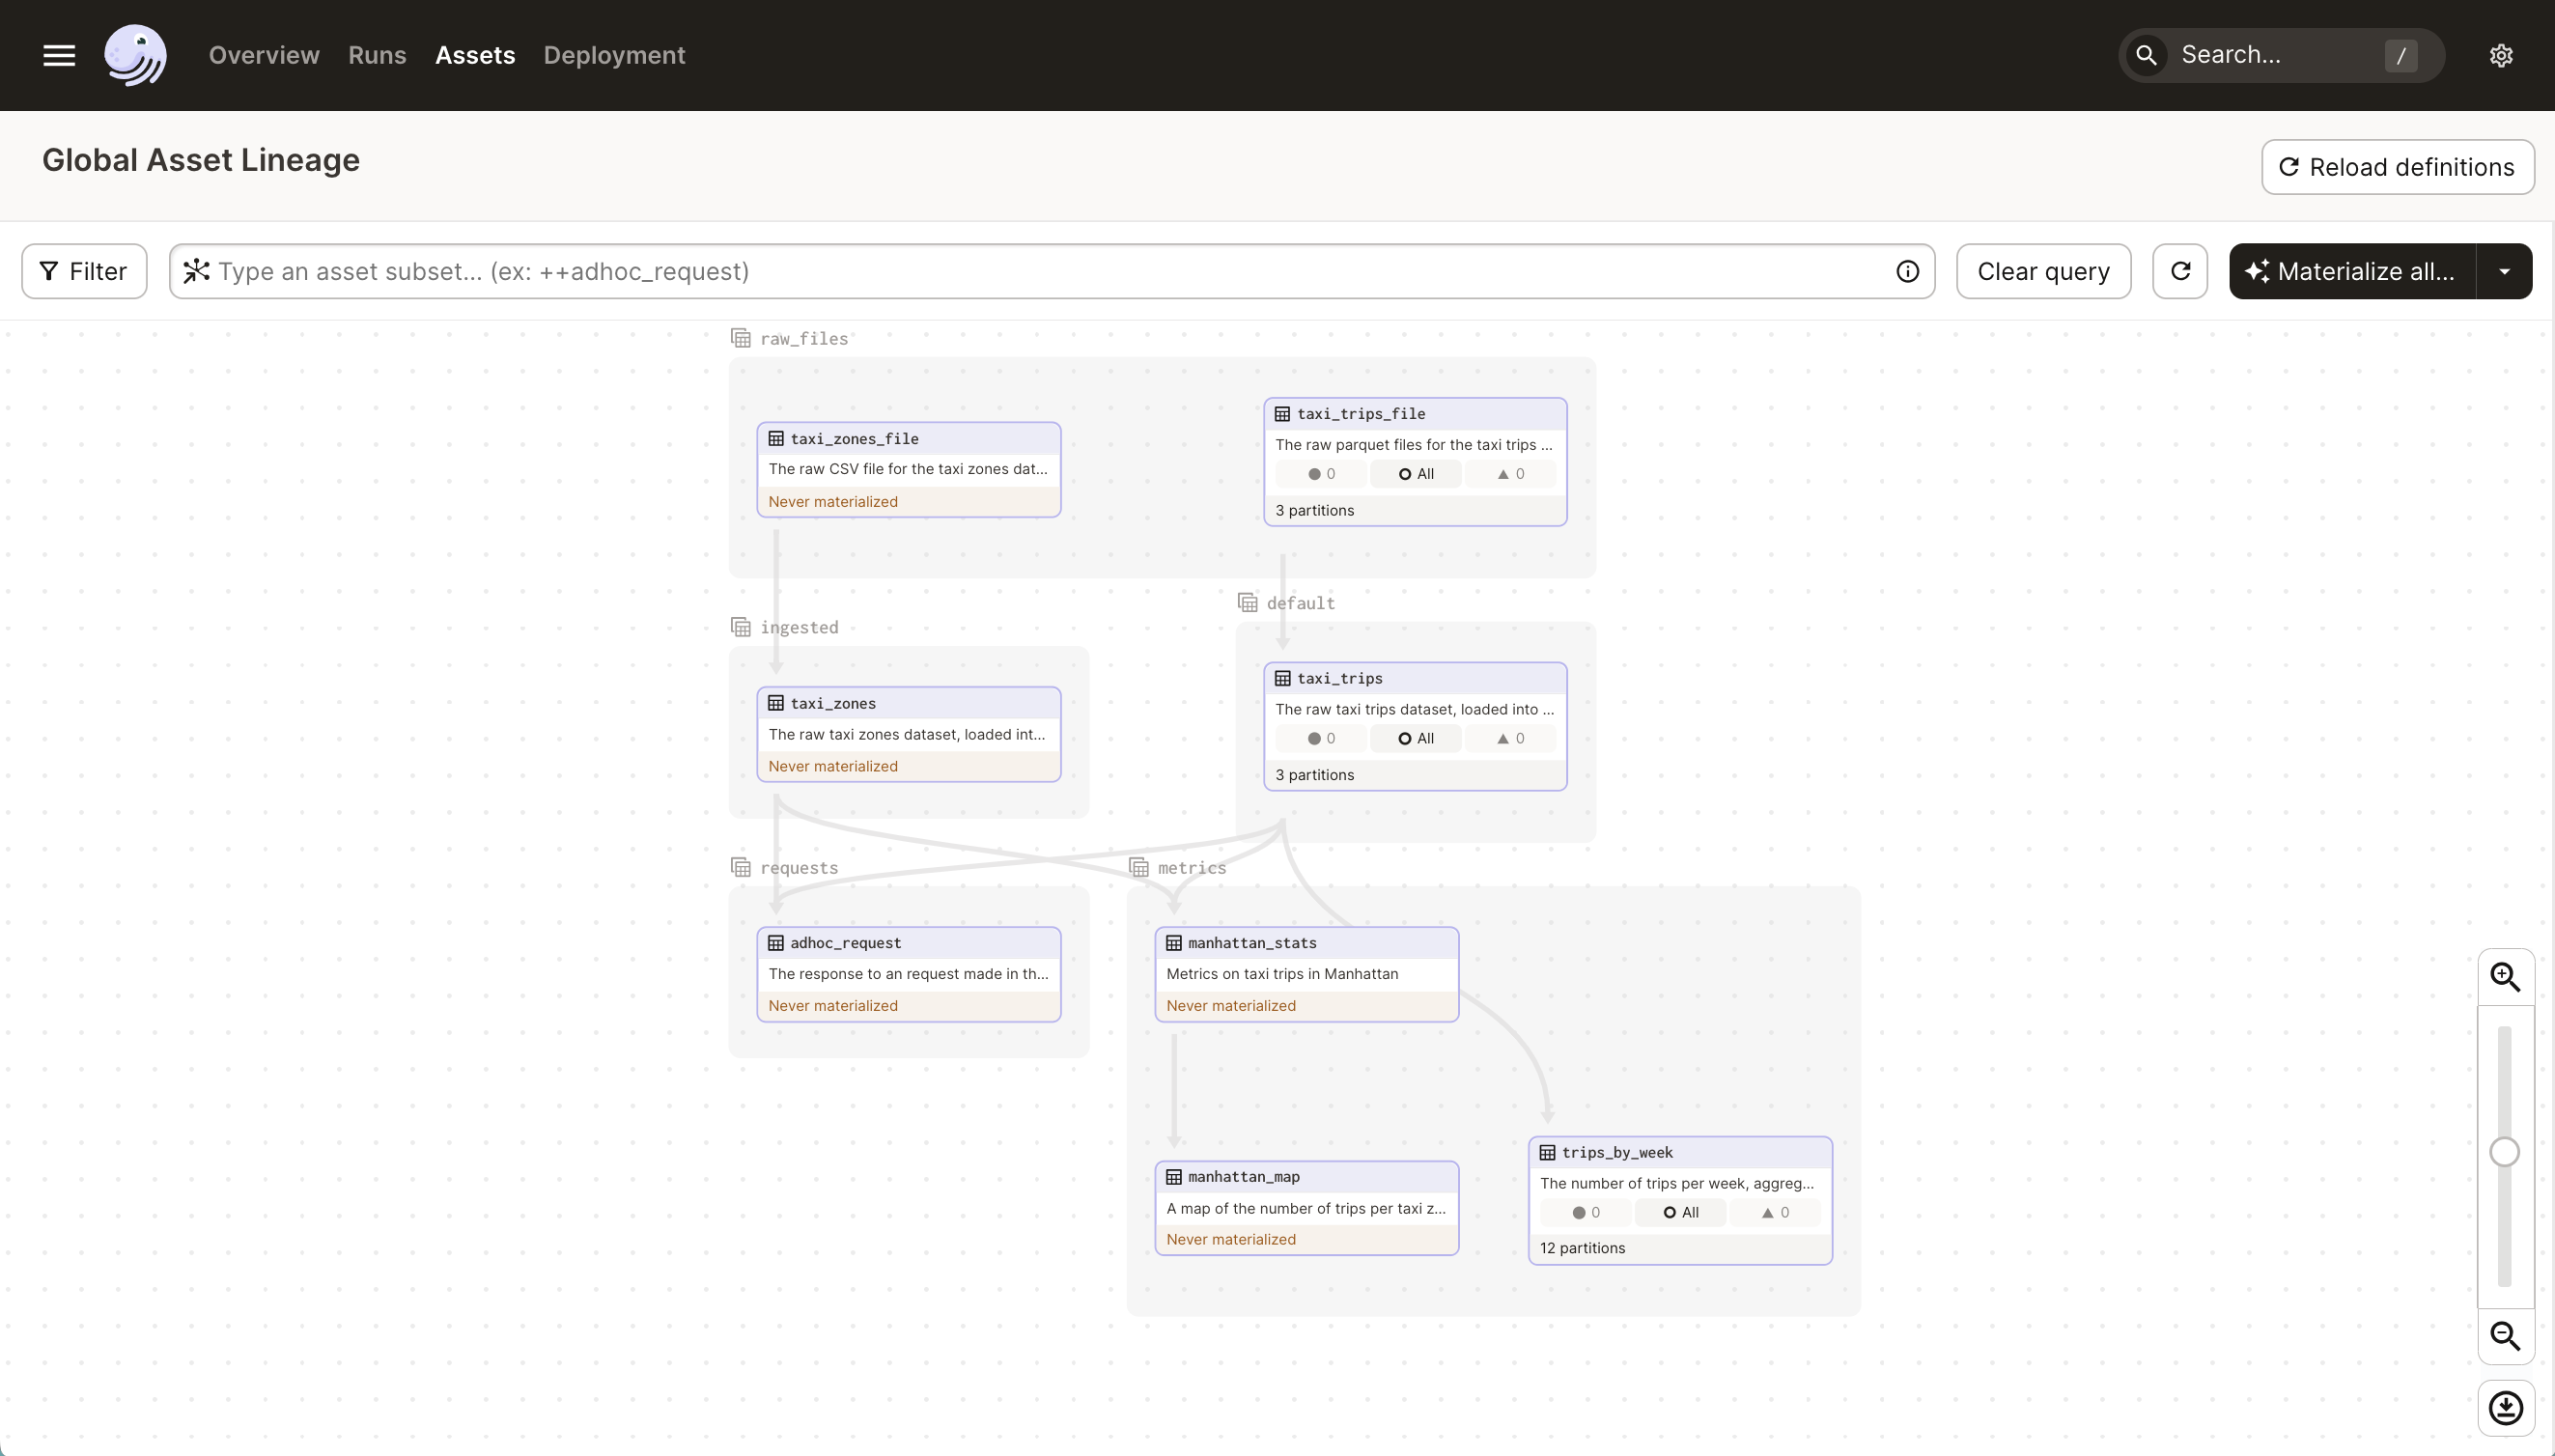 Overview Runs Assets Deployment
Search... /
Global Asset Lineage
Reload definitions
Filter
Type an asset subset... (ex: ++adhoc_request)
Clear query
Materialize all...
raw_files
taxi_zones_file
The raw CSV file for the taxi zones dat...
Never materialized
taxi_trips_file
The raw parquet files for the taxi trips ...
0 All 0
3 partitions
ingested
taxi_zones
The raw taxi zones dataset, loaded int...
Never materialized
default
taxi_trips
The raw taxi trips dataset, loaded into ...
0 All 0
3 partitions
requests
adhoc_request
The response to an request made in th...
Never materialized
metrics
manhattan_stats
Metrics on taxi trips in Manhattan
Never materialized
manhattan_map
A map of the number of trips per taxi z...
Never materialized
trips_by_week
The number of trips per week, aggreg...
0 All 0
12 partitions